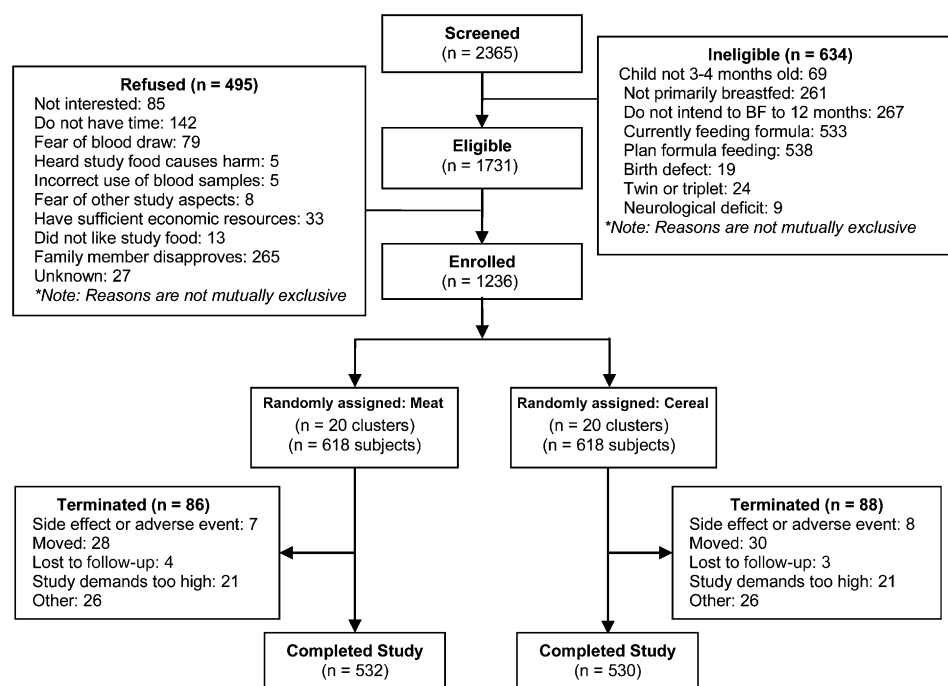 Screened
(n = 2365)
Ineligible (n = 634)
Child not 3-4 months old: 69
Not primarily breastfed: 261
Do not intend to BF to 12 months: 267
Currently feeding formula: 533
Plan formula feeding: 538
Birth defect: 19
Twin or triplet: 24
Neurological deficit: 9
*Note: Reasons are not mutually exclusive
Refused (n = 495)
Not interested: 85
Do not have time: 142
Fear of blood draw: 79
Heard study food causes harm: 5
Incorrect use of blood samples: 5
Fear of other study aspects: 8
Have sufficient economic resources: 33
Did not like study food: 13
Family member disapproves: 265
Unknown: 27
*Note: Reasons are not mutually exclusive
Eligible
(n = 1731)
Enrolled
(n = 1236)
Randomly assigned: Meat
(n = 20 clusters)
(n = 618 subjects)
Randomly assigned: Cereal
(n = 20 clusters)
(n = 618 subjects)
Terminated (n = 86)
Side effect or adverse event: 7
Moved: 28
Lost to follow-up: 4
Study demands too high: 21
Other: 26
Terminated (n = 88)
Side effect or adverse event: 8
Moved: 30
Lost to follow-up: 3
Study demands too high: 21
Other: 26
Completed Study
(n = 532)
Completed Study
(n = 530)